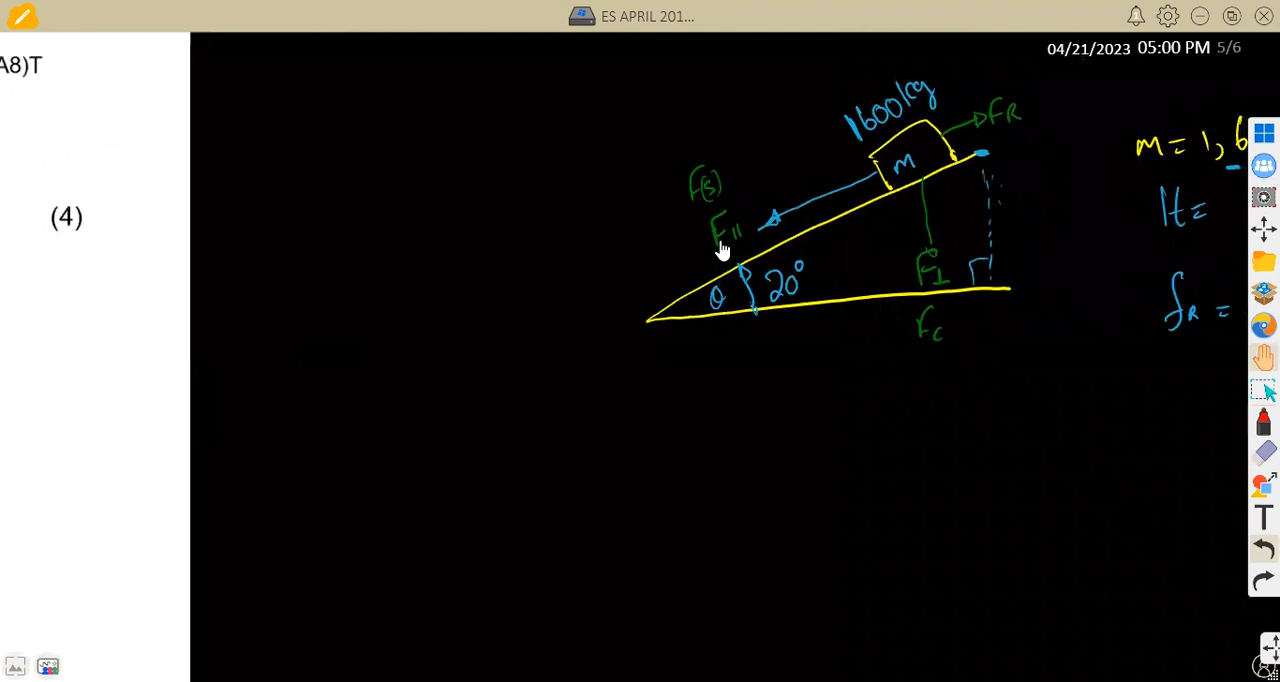 ES APRIL 201...
04/21/2023 05:00 PM 5/6
A8)T
(4)
1600kg
FR
m
F(s)
F||
θ 20°
F⊥
Fc
m = 1, 6
It =
fR =
T